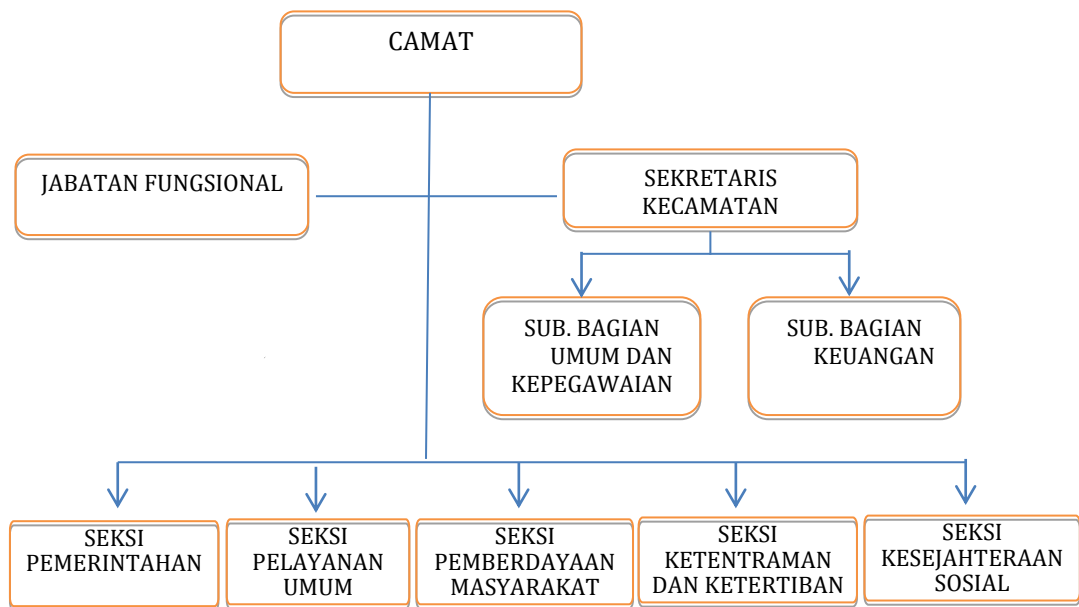 CAMAT
JABATAN FUNGSIONAL
SEKRETARIS
KECAMATAN
SUB. BAGIAN
UMUM DAN
KEPEGAWAIAN
SUB. BAGIAN
KEUANGAN
SEKSI
PEMERINTAHAN
SEKSI
PELAYANAN
UMUM
SEKSI
PEMBERDAYAAN
MASYARAKAT
SEKSI
KETENTRAMAN
DAN KETERTIBAN
SEKSI
KESEJAHTERAAN
SOSIAL